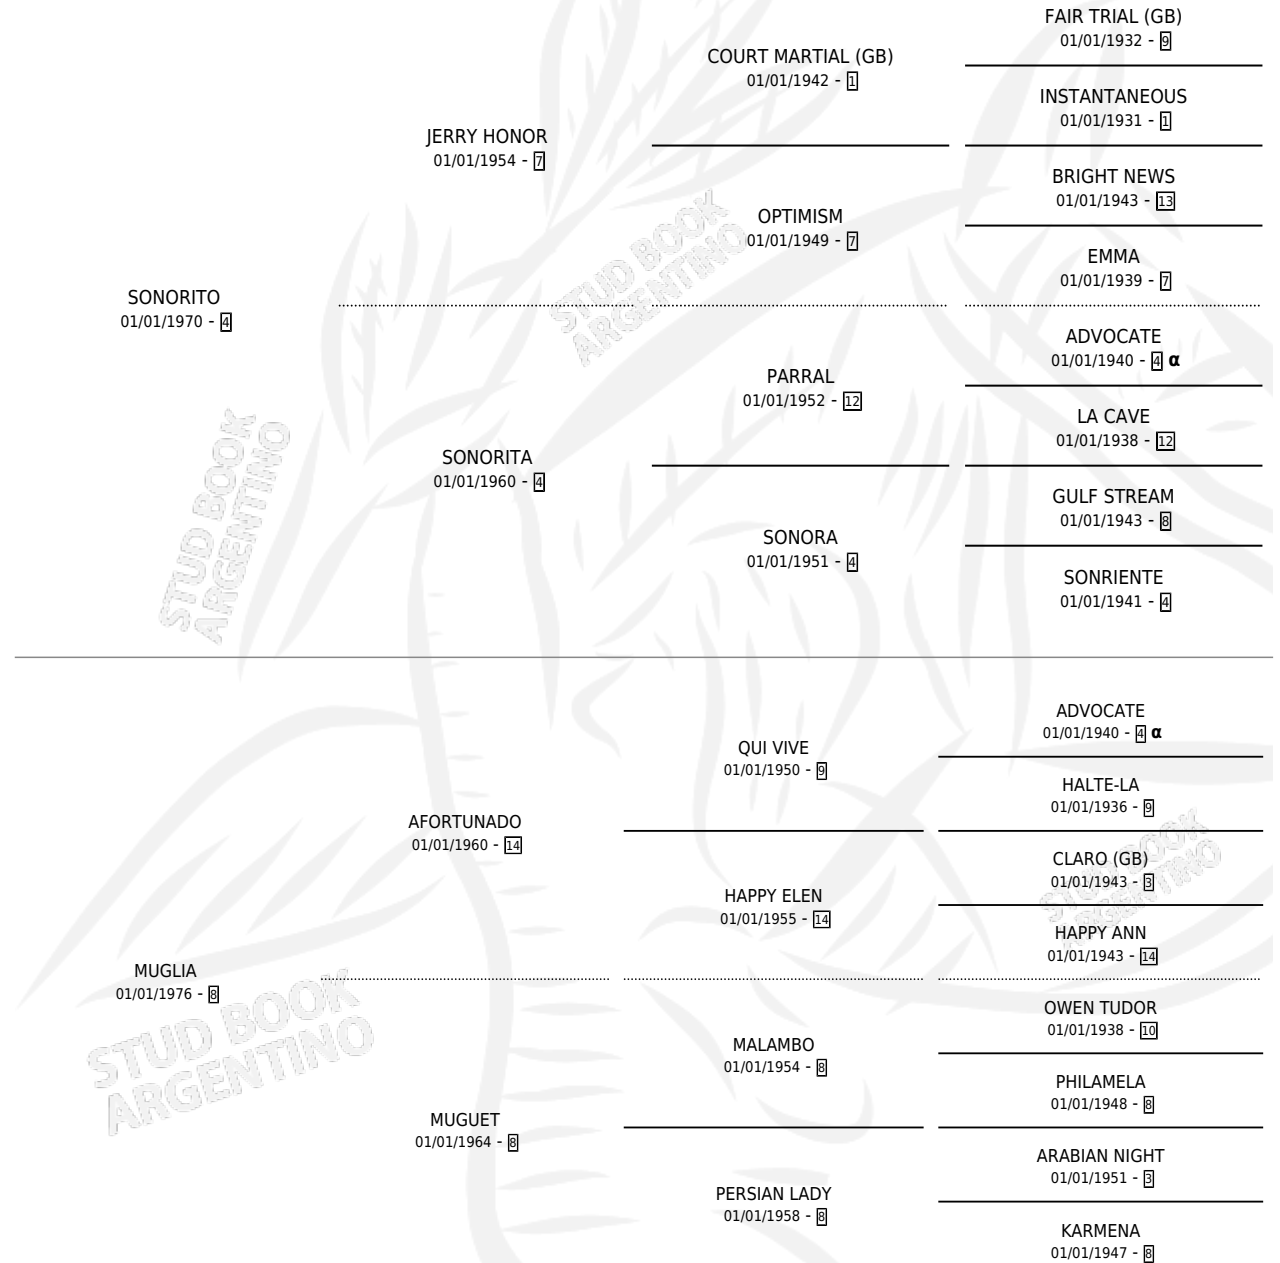 FAIR TRIAL (GB)
01/01/1932 - 9
COURT MARTIAL (GB)
01/01/1942 - 1
INSTANTANEOUS
01/01/1931 - 1
JERRY HONOR
01/01/1954 - 7
BRIGHT NEWS
01/01/1943 - 13
OPTIMISM
01/01/1949 - 7
EMMA
01/01/1939 - 7
SONORITO
01/01/1970 - 4
ADVOCATE
01/01/1940 - 4 α
PARRAL
01/01/1952 - 12
LA CAVE
01/01/1938 - 12
SONORITA
01/01/1960 - 4
GULF STREAM
01/01/1943 - 8
SONORA
01/01/1951 - 4
SONRIENTE
01/01/1941 - 4
STUD BOOK
ARGENTINO
STUD BOOK
ARGENTINO
ADVOCATE
01/01/1940 - 4 α
QUI VIVE
01/01/1950 - 9
HALTE-LA
01/01/1936 - 9
AFORTUNADO
01/01/1960 - 14
CLARO (GB)
01/01/1943 - 3
HAPPY ELEN
01/01/1955 - 14
HAPPY ANN
01/01/1943 - 14
MUGLIA
01/01/1976 - 8
OWEN TUDOR
01/01/1938 - 10
MALAMBO
01/01/1954 - 8
PHILAMELA
01/01/1948 - 8
MUGUET
01/01/1964 - 8
ARABIAN NIGHT
01/01/1951 - 3
PERSIAN LADY
01/01/1958 - 8
KARMENA
01/01/1947 - 8
STUD BOOK
ARGENTINO
STUD BOOK
ARGENTINO